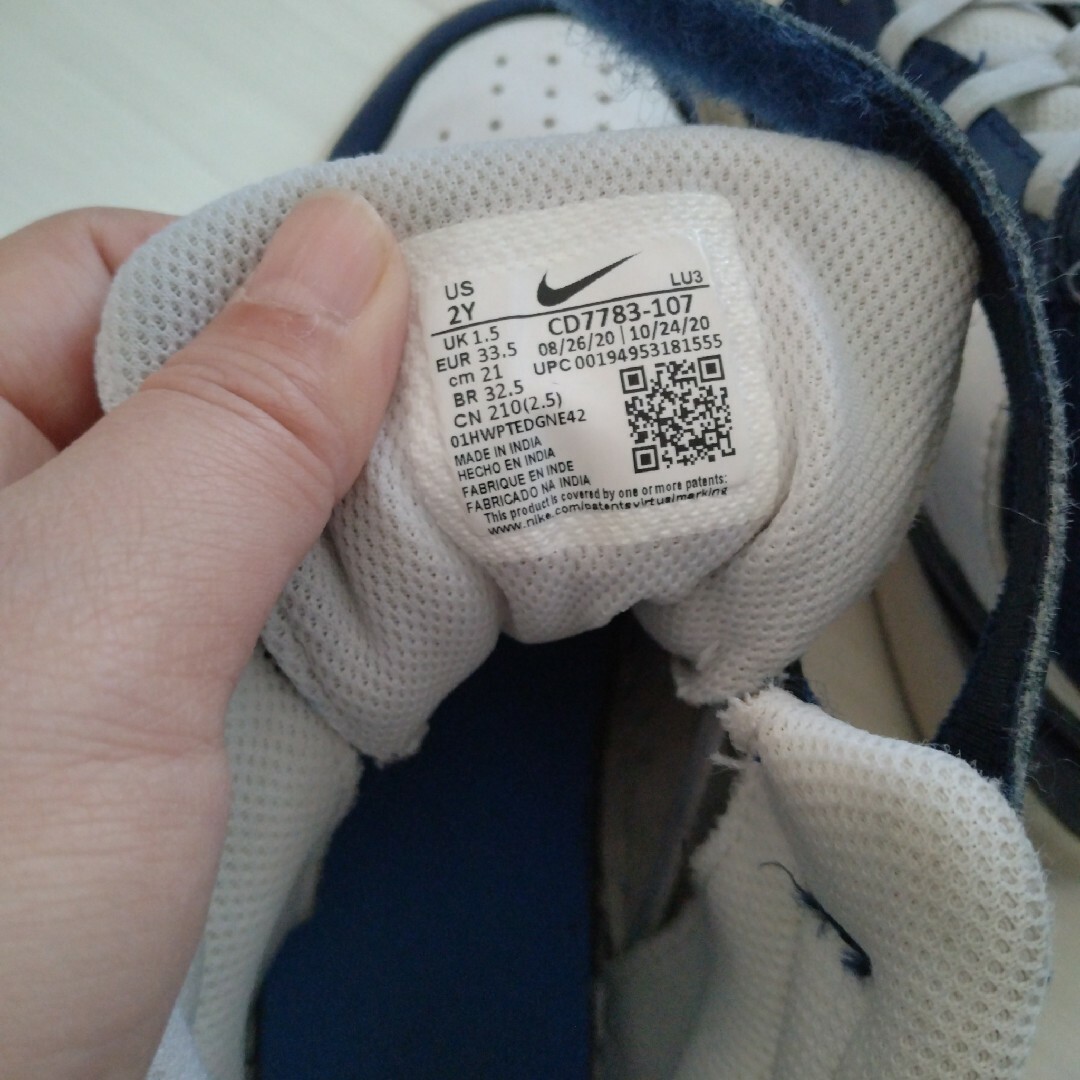 US LU3
2Y CD7783-107
UK 1.5 08/26/20 | 10/24/20
EUR 33.5 UPC 00194953181555
cm 21
BR 32.5
CN 210(2.5)
01HWPTEDGNE42
MADE IN INDIA
HECHO EN INDIA
FABRIQUE EN INDE
FABRICADO NA INDIA
This product is covered by one or more patents:
www.nike.com/patentsvirtualmarking